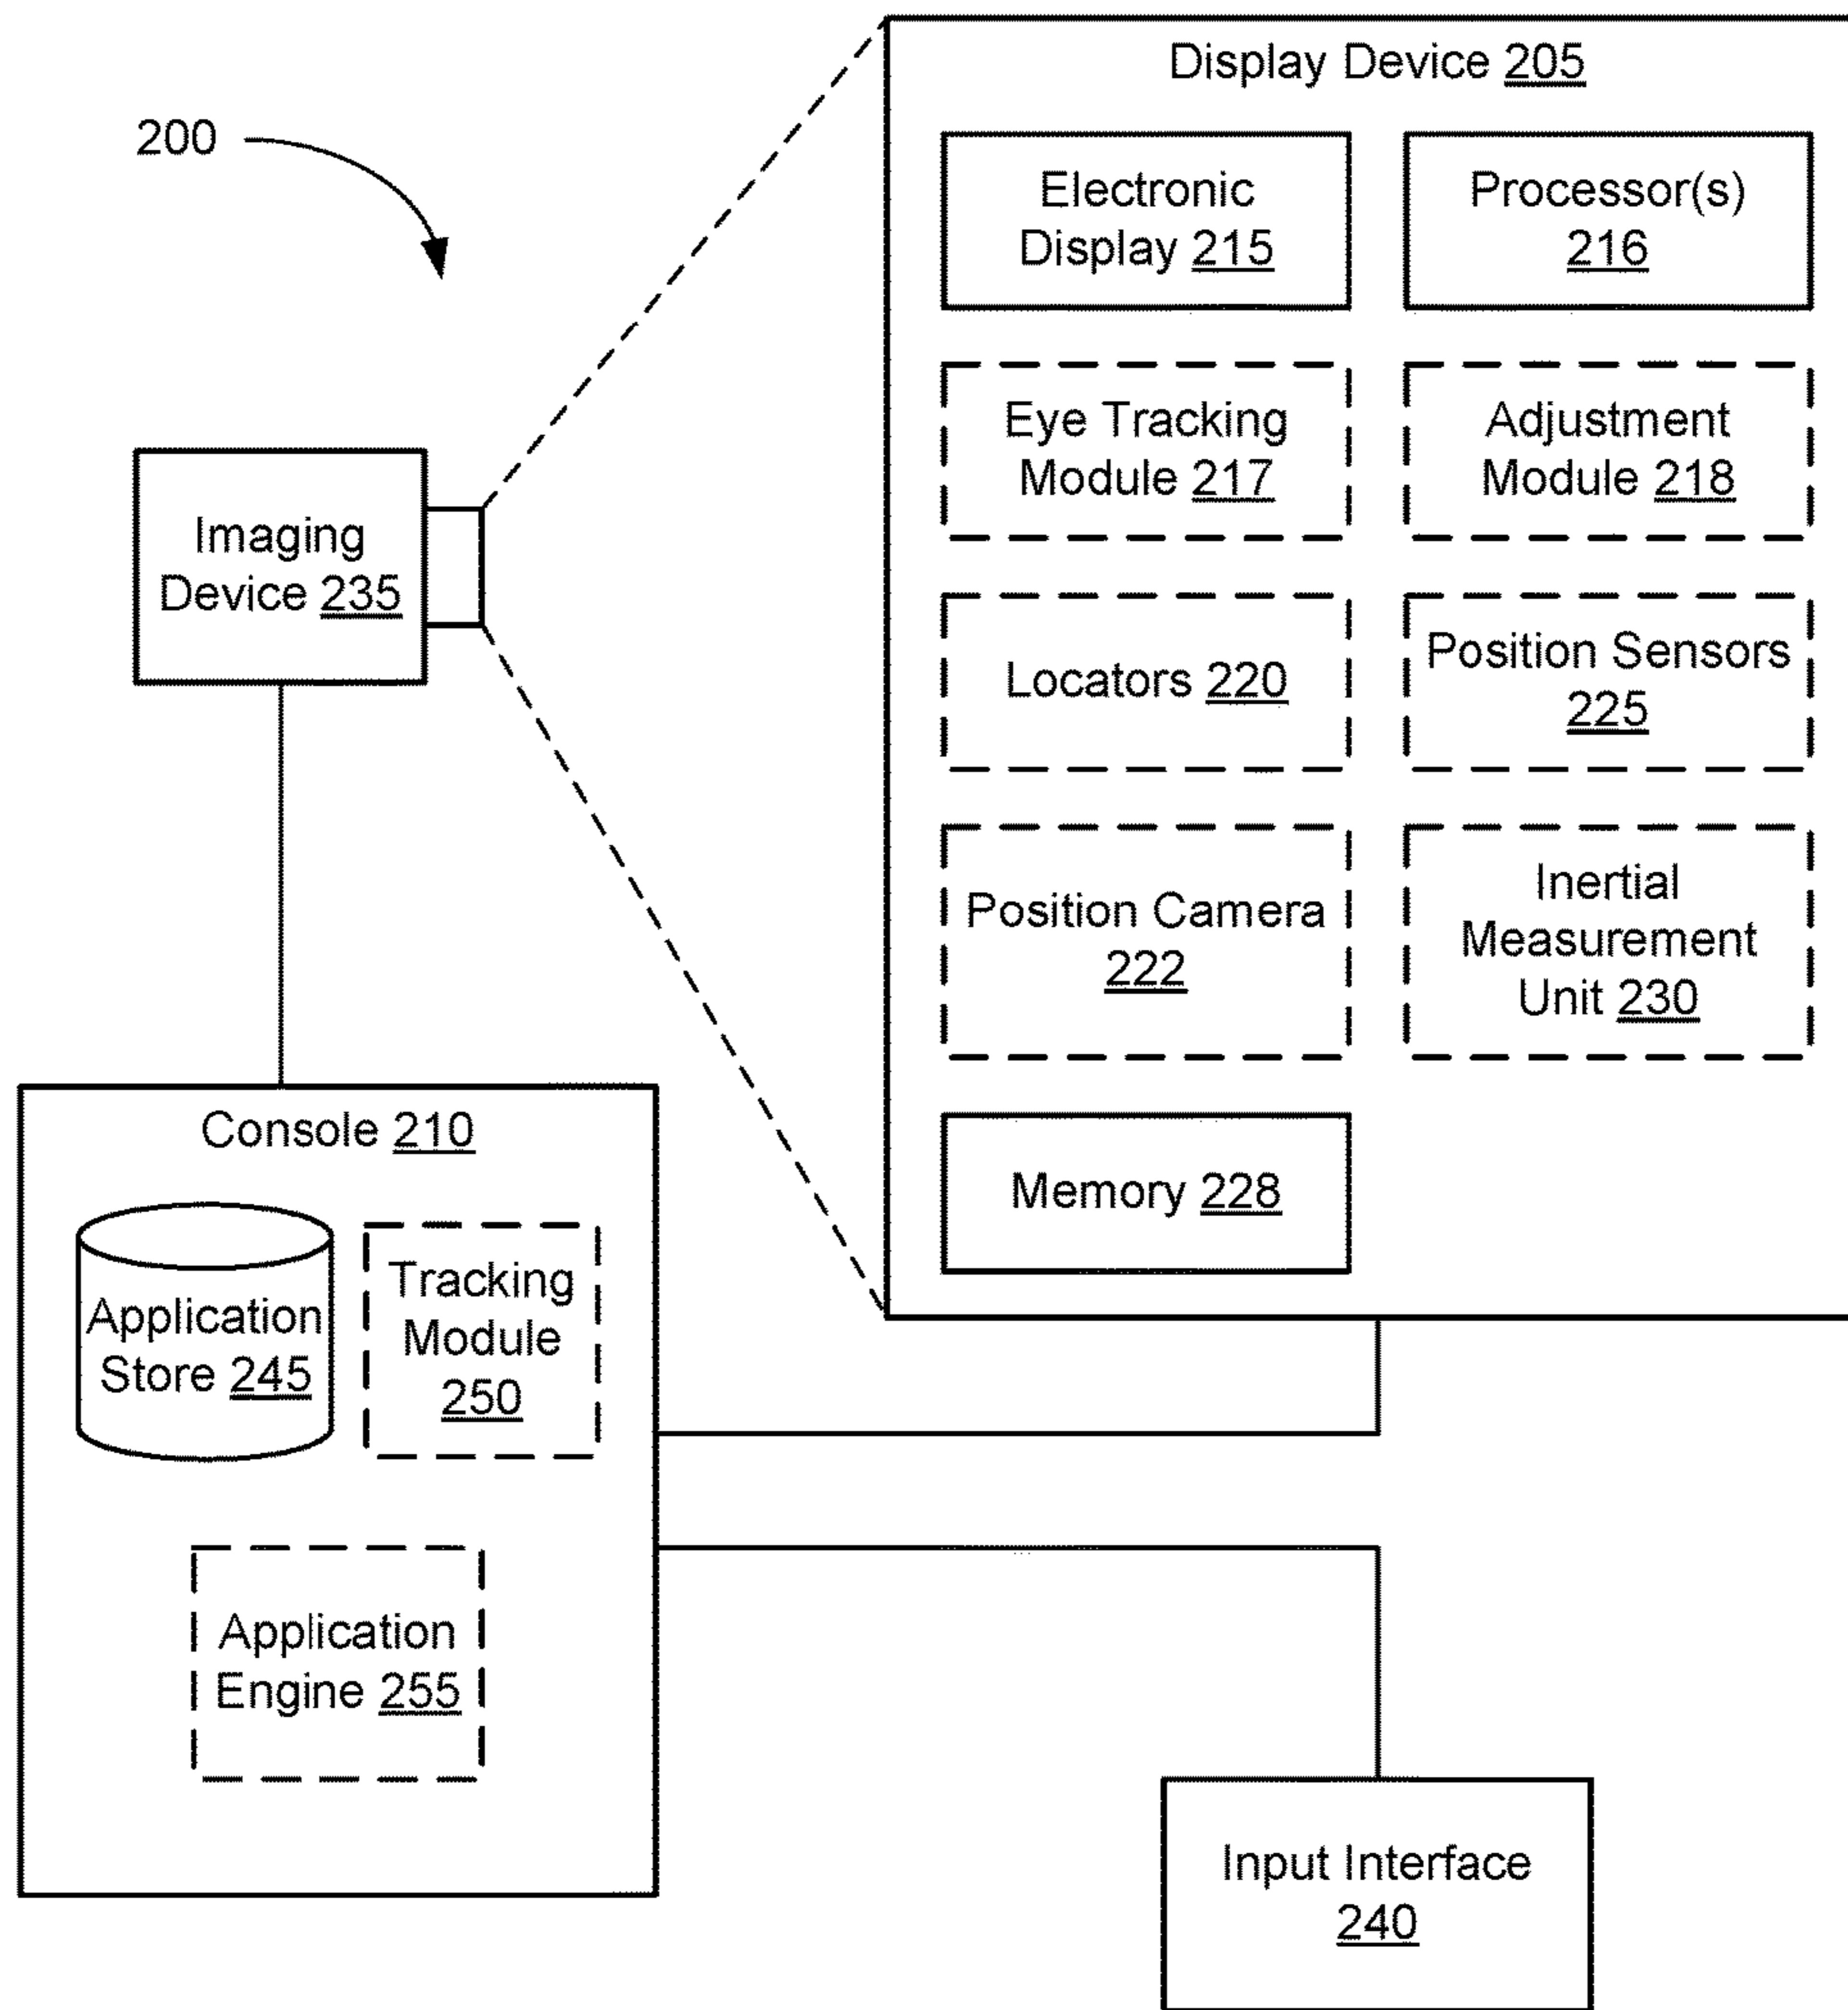 200
Display Device 205
Electronic
Display 215
Processor(s)
216
Eye Tracking
Module 217
Adjustment
Module 218
Imaging
Device 235
Locators 220
Position Sensors
225
Position Camera
222
Inertial
Measurement
Unit 230
Memory 228
Console 210
Application
Store 245
Tracking
Module
250
Application
Engine 255
Input Interface
240